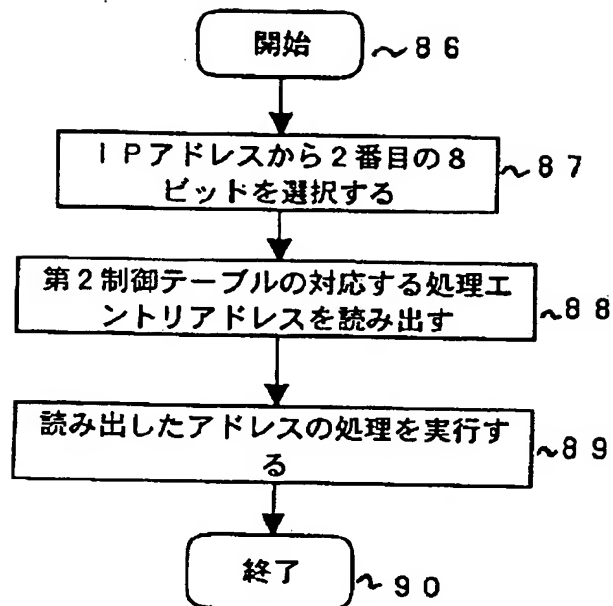 開始 ~86
IPアドレスから2番目の8 ~87
ビットを選択する
第2制御テーブルの対応する処理エ
ントリアドレスを読み出す ~88
読み出したアドレスの処理を実行す ~89
る
終了 ~90